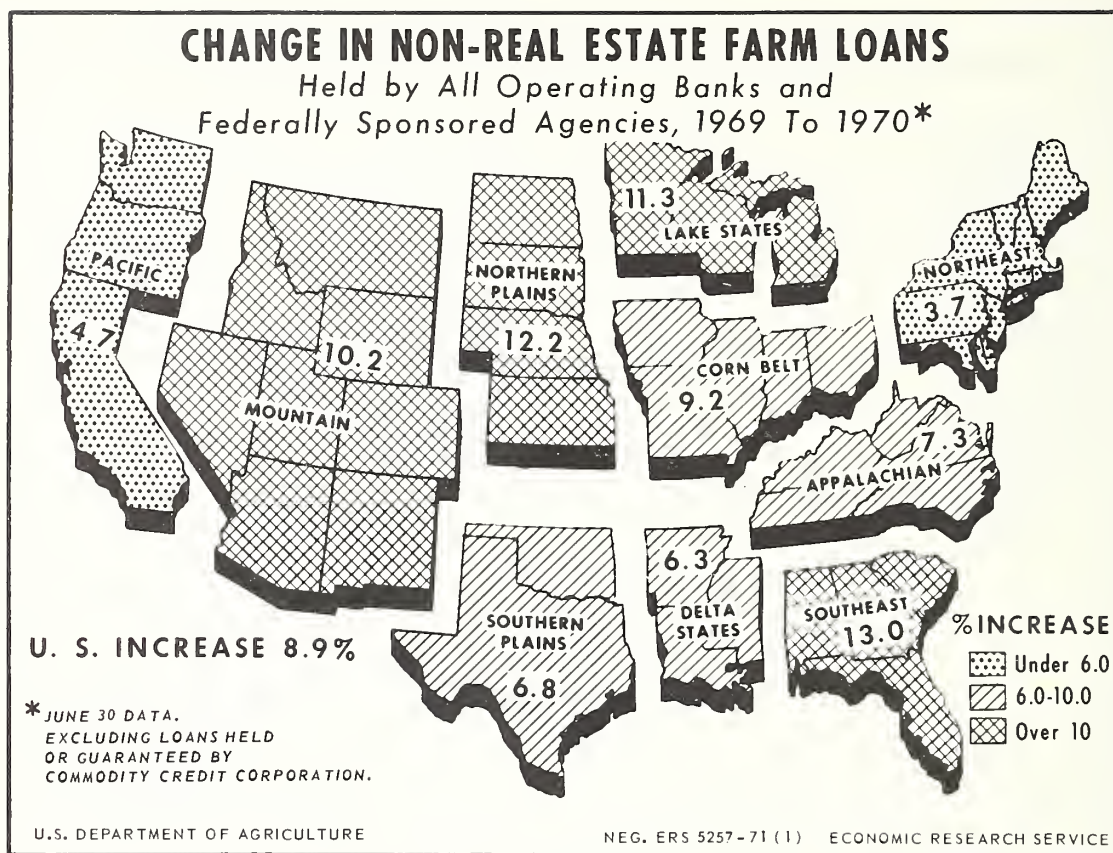 CHANGE IN NON-REAL ESTATE FARM LOANS
Held by All Operating Banks and
Federally Sponsored Agencies, 1969 To 1970*
PACIFIC
4.7
MOUNTAIN
10.2
NORTHERN
PLAINS
12.2
11.3
LAKE STATES
CORN BELT
9.2
NORTHEAST
3.7
7.3
APPALACHIAN
SOUTHERN
PLAINS
6.8
6.3
DELTA
STATES
SOUTHEAST
13.0
% INCREASE
Under 6.0
6.0-10.0
Over 10
U. S. INCREASE 8.9%
* JUNE 30 DATA.
EXCLUDING LOANS HELD
OR GUARANTEED BY
COMMODITY CREDIT CORPORATION.
U.S. DEPARTMENT OF AGRICULTURE
NEG. ERS 5257-71 (1) ECONOMIC RESEARCH SERVICE